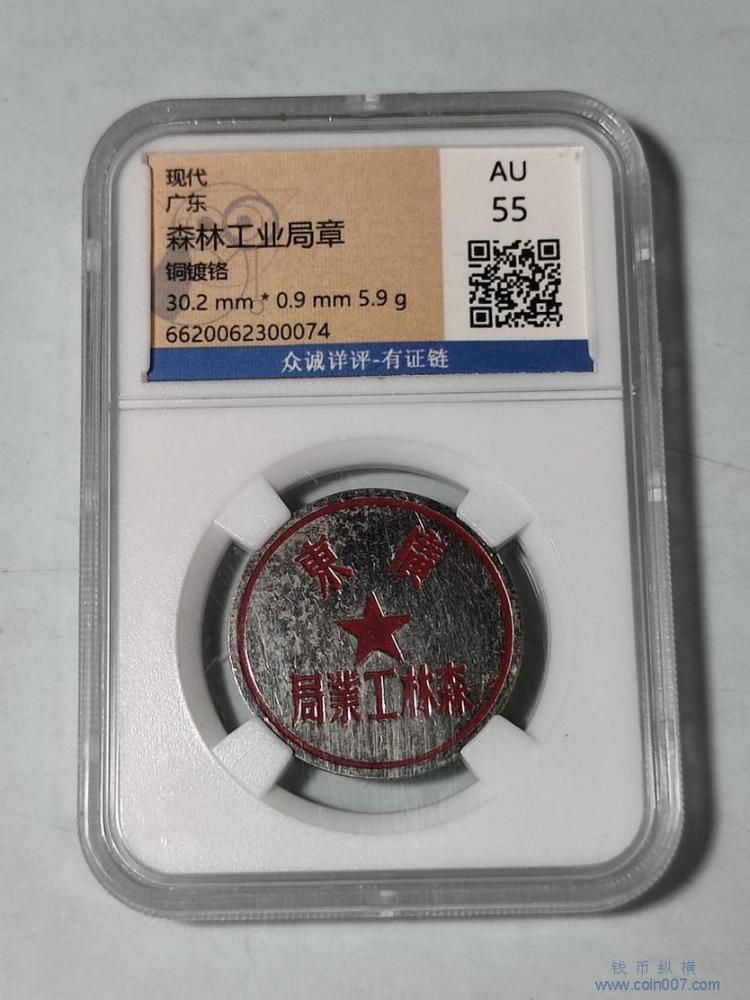 现代
广东
森林工业局章
铜镀铬
30.2 mm * 0.9 mm 5.9 g
6620062300074
AU
55
众诚详评-有证链
廣東
森林工業局
钱币纵横
www.coin007.com